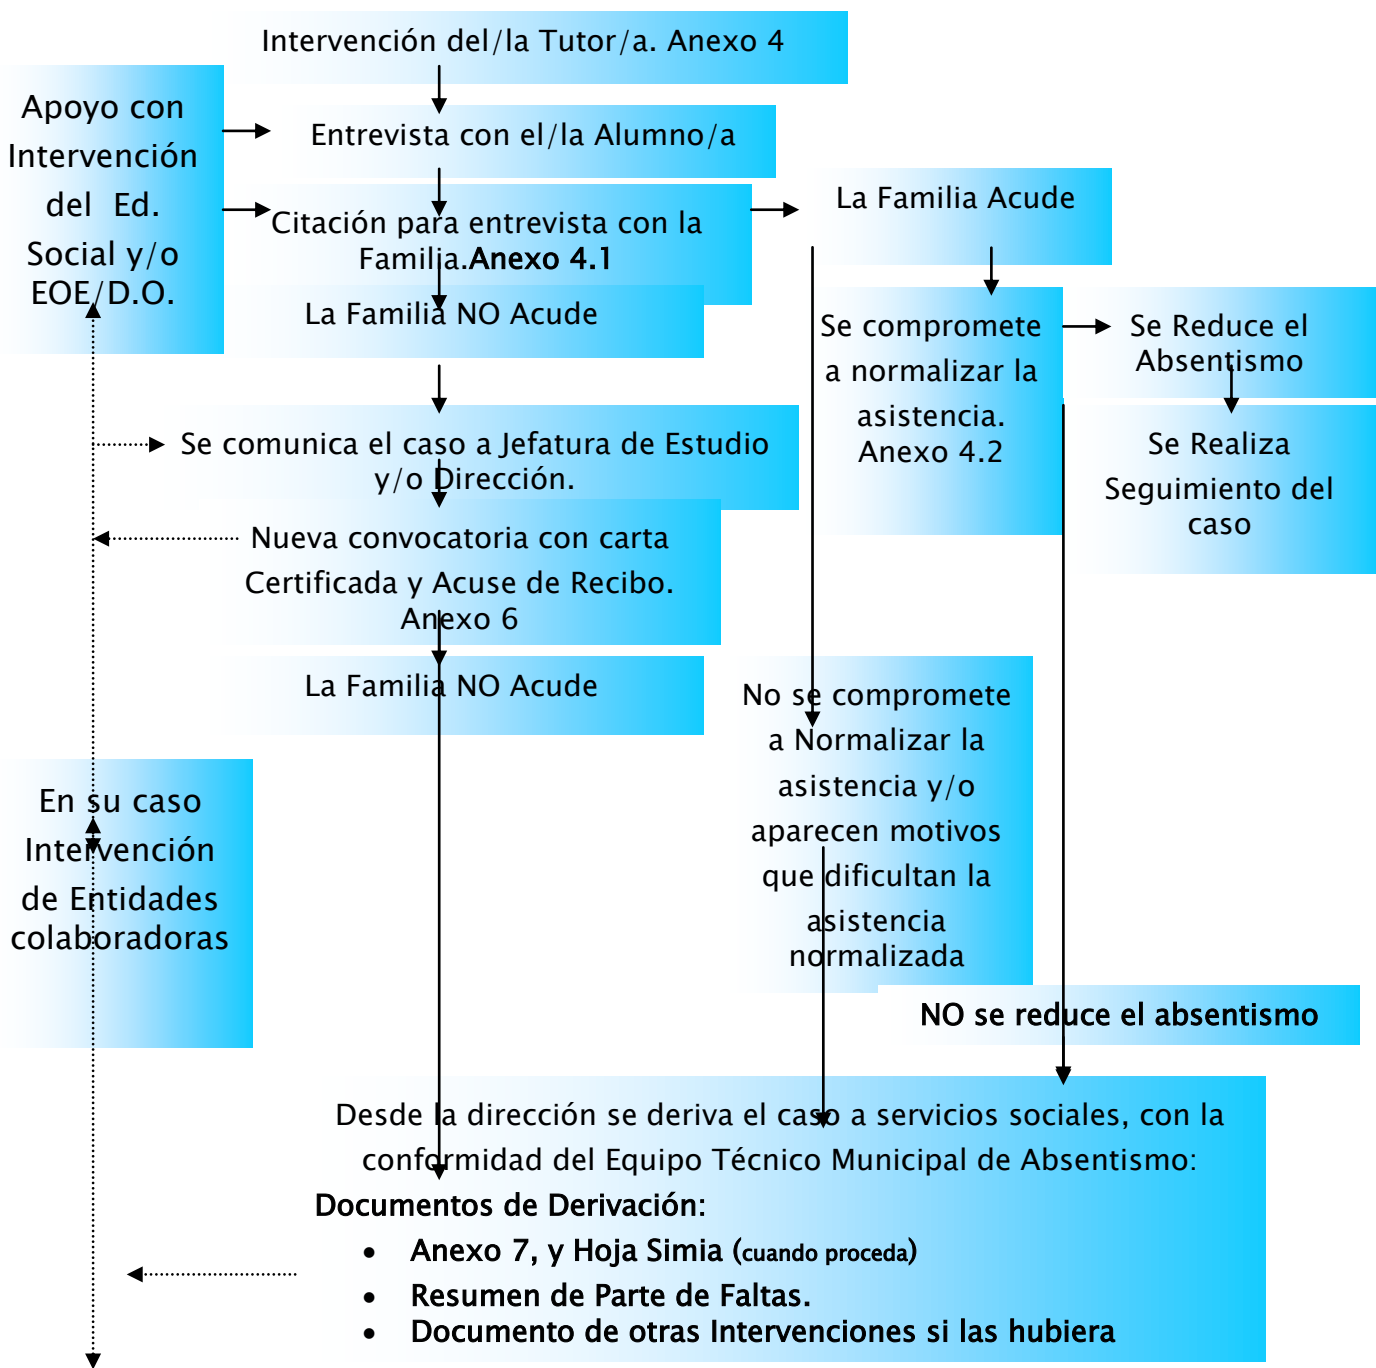 Intervención del/la Tutor/a. Anexo 4
Apoyo con
Intervención
del Ed.
Social y/o
EOE/D.O.
Entrevista con el/la Alumno/a
Citación para entrevista con la
Familia.Anexo 4.1
La Familia Acude
La Familia NO Acude
Se compromete
a normalizar la
asistencia.
Anexo 4.2
Se Reduce el
Absentismo
Se comunica el caso a Jefatura de Estudio
y/o Dirección.
Se Realiza
Seguimiento del
caso
Nueva convocatoria con carta
Certificada y Acuse de Recibo.
Anexo 6
La Familia NO Acude
No se compromete
a Normalizar la
asistencia y/o
aparecen motivos
que dificultan la
asistencia
normalizada
En su caso
Intervención
de Entidades
colaboradoras
NO se reduce el absentismo
Desde la dirección se deriva el caso a servicios sociales, con la
conformidad del Equipo Técnico Municipal de Absentismo:
Documentos de Derivación:
• Anexo 7, y Hoja Simia (cuando proceda)
• Resumen de Parte de Faltas.
• Documento de otras Intervenciones si las hubiera